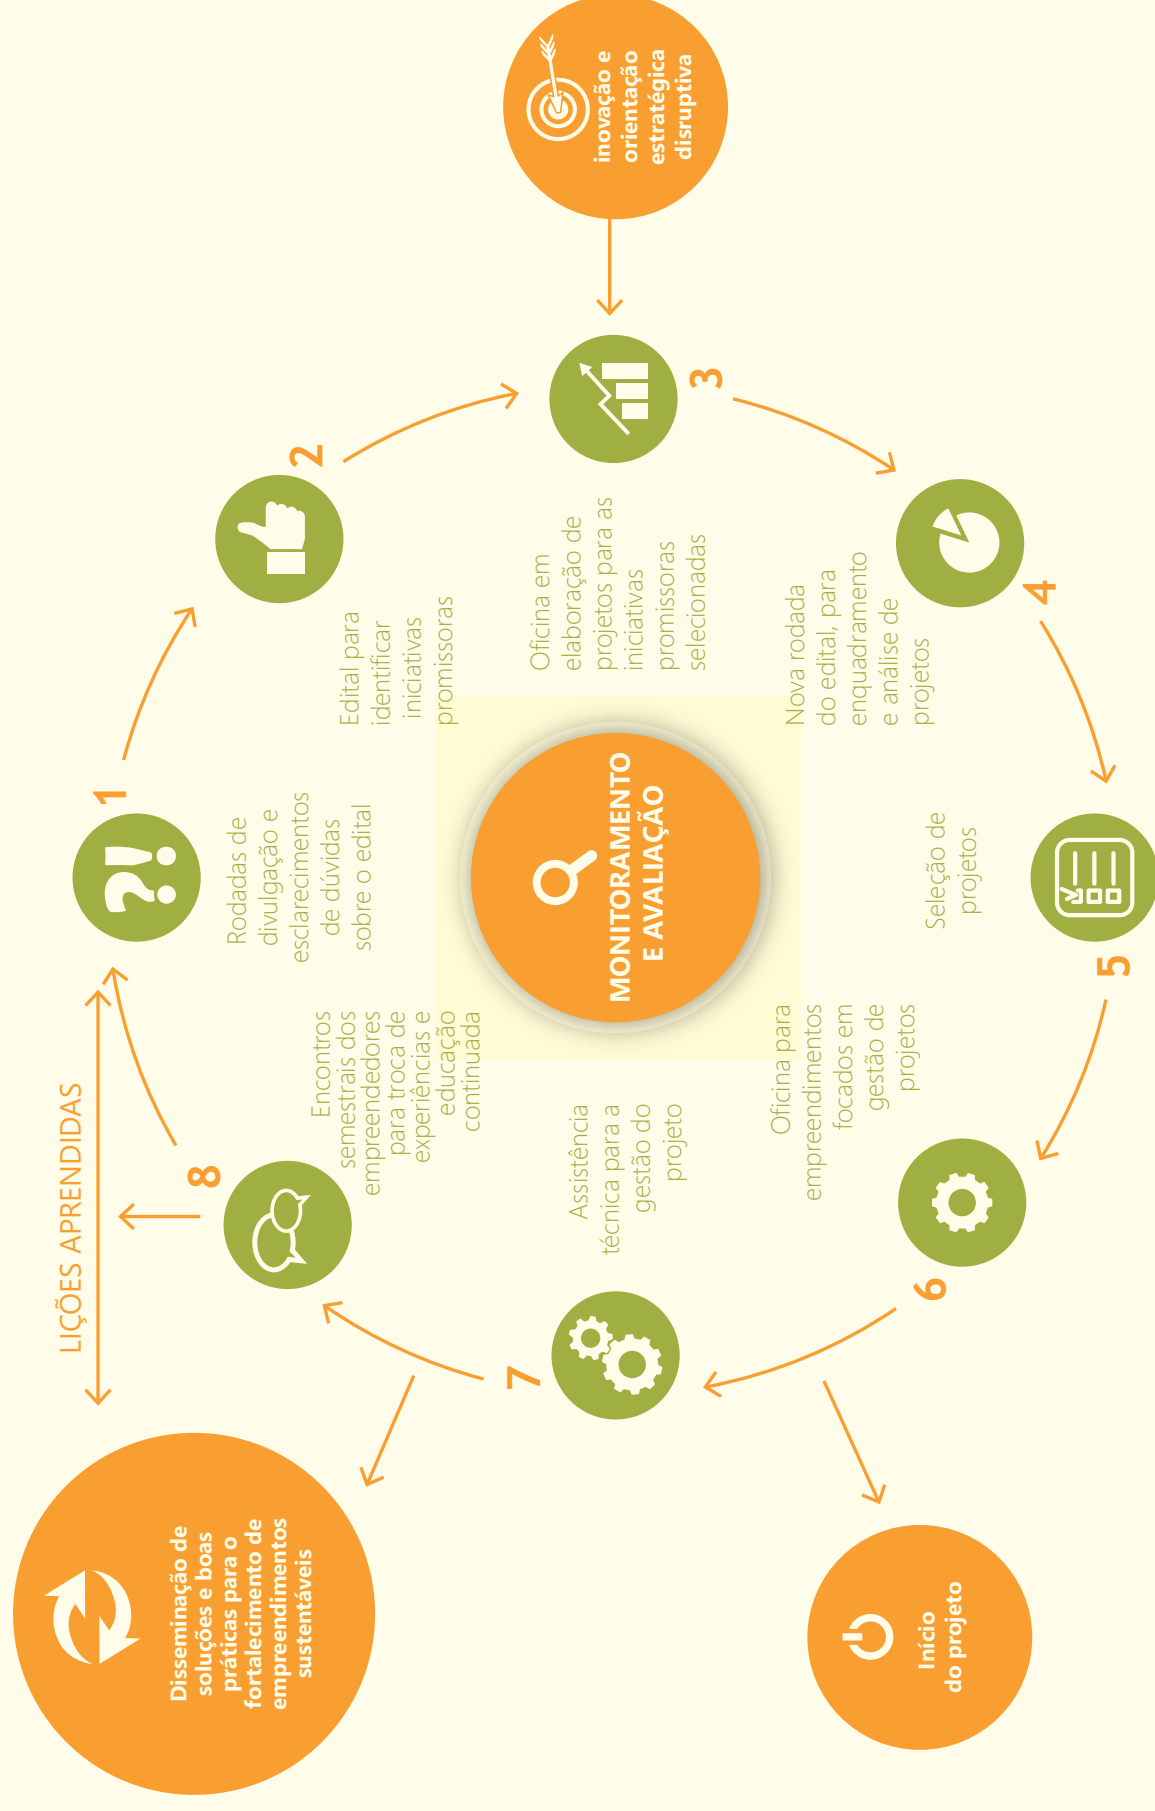 LIÇÕES APRENDIDAS
Disseminação de
soluções e boas
práticas para o
fortalecimento de
empreendimentos
sustentáveis
1
Rodadas de
divulgação e
esclarecimentos
de dúvidas
sobre o edital
2
Edital para
identificar
iniciativas
promissoras
inovação e
orientação
estratégica
disruptiva
3
Oficina em
elaboração de
projetos para as
iniciativas
promissoras
selecionadas
4
Nova rodada
do edital, para
enquadramento
e análise de
projetos
5
Seleção de
projetos
6
Oficina para
empreendimentos
focados em
gestão de
projetos
Início
do projeto
7
Assistência
técnica para a
gestão do
projeto
8
Encontros
semestrais dos
empreendedores
para troca de
experiências e
educação
continuada
MONITORAMENTO
E AVALIAÇÃO
?!